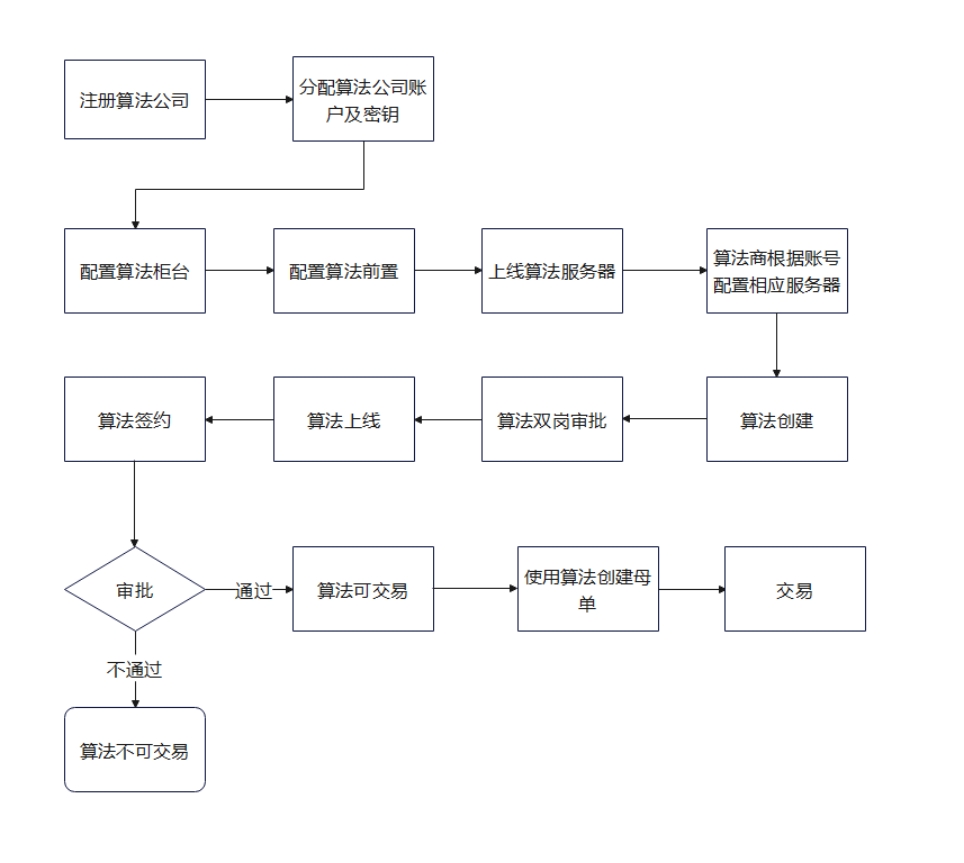 注册算法公司
分配算法公司账
户及密钥
配置算法柜台
配置算法前置
上线算法服务器
算法商根据账号
配置相应服务器
算法签约
算法上线
算法双岗审批
算法创建
审批
通过
算法可交易
使用算法创建母
单
交易
不通过
算法不可交易